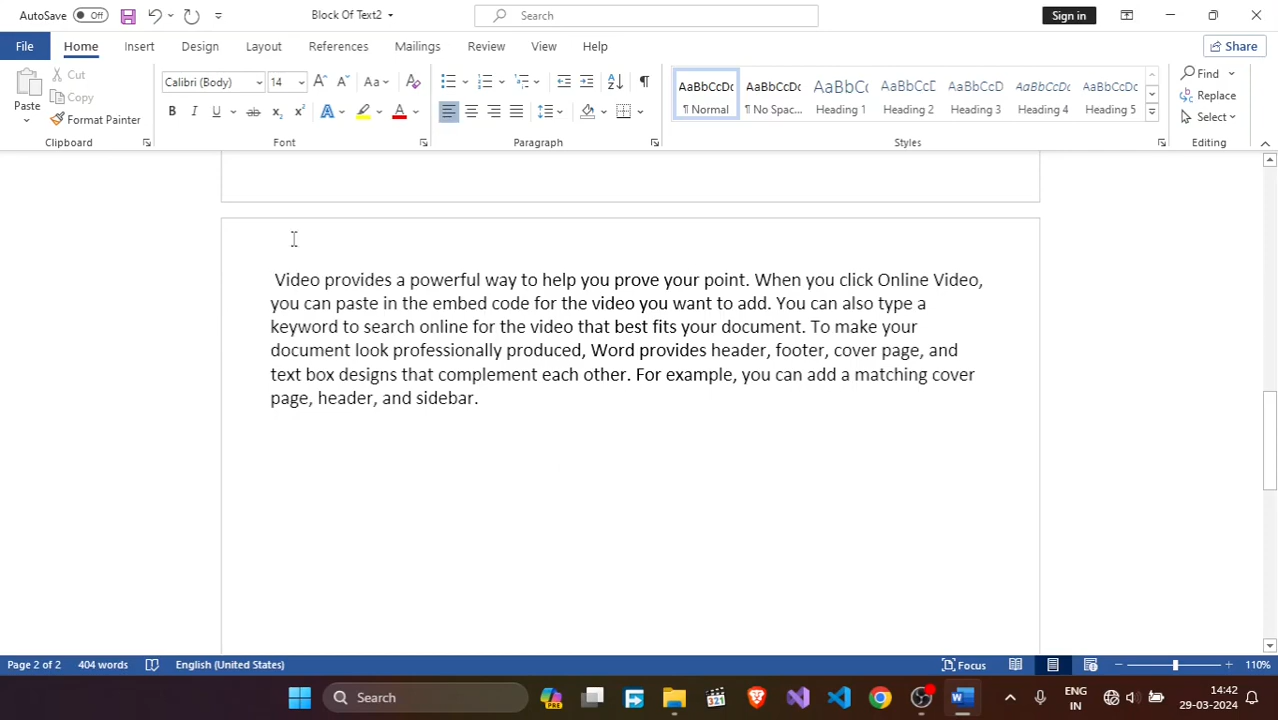 AutoSave Off Block Of Text2 Search Sign in
File Home Insert Design Layout References Mailings Review View Help Share
Paste Cut Copy Format Painter
Calibri (Body) 14 Aa
B I U ab x₂ x² A A
AaBbCcDc AaBbCcDc AaBbCc AaBbCcC AaBbCcD AaBbCcDc AaBbCcDc
¶ Normal ¶ No Spac... Heading 1 Heading 2 Heading 3 Heading 4 Heading 5
Find
Replace
Select
Clipboard Font Paragraph Styles Editing
Video provides a powerful way to help you prove your point. When you click Online Video,
you can paste in the embed code for the video you want to add. You can also type a
keyword to search online for the video that best fits your document. To make your
document look professionally produced, Word provides header, footer, cover page, and
text box designs that complement each other. For example, you can add a matching cover
page, header, and sidebar.
Page 2 of 2 404 words English (United States) Focus 110%
Search PRE 321 ENG IN 14:42 29-03-2024